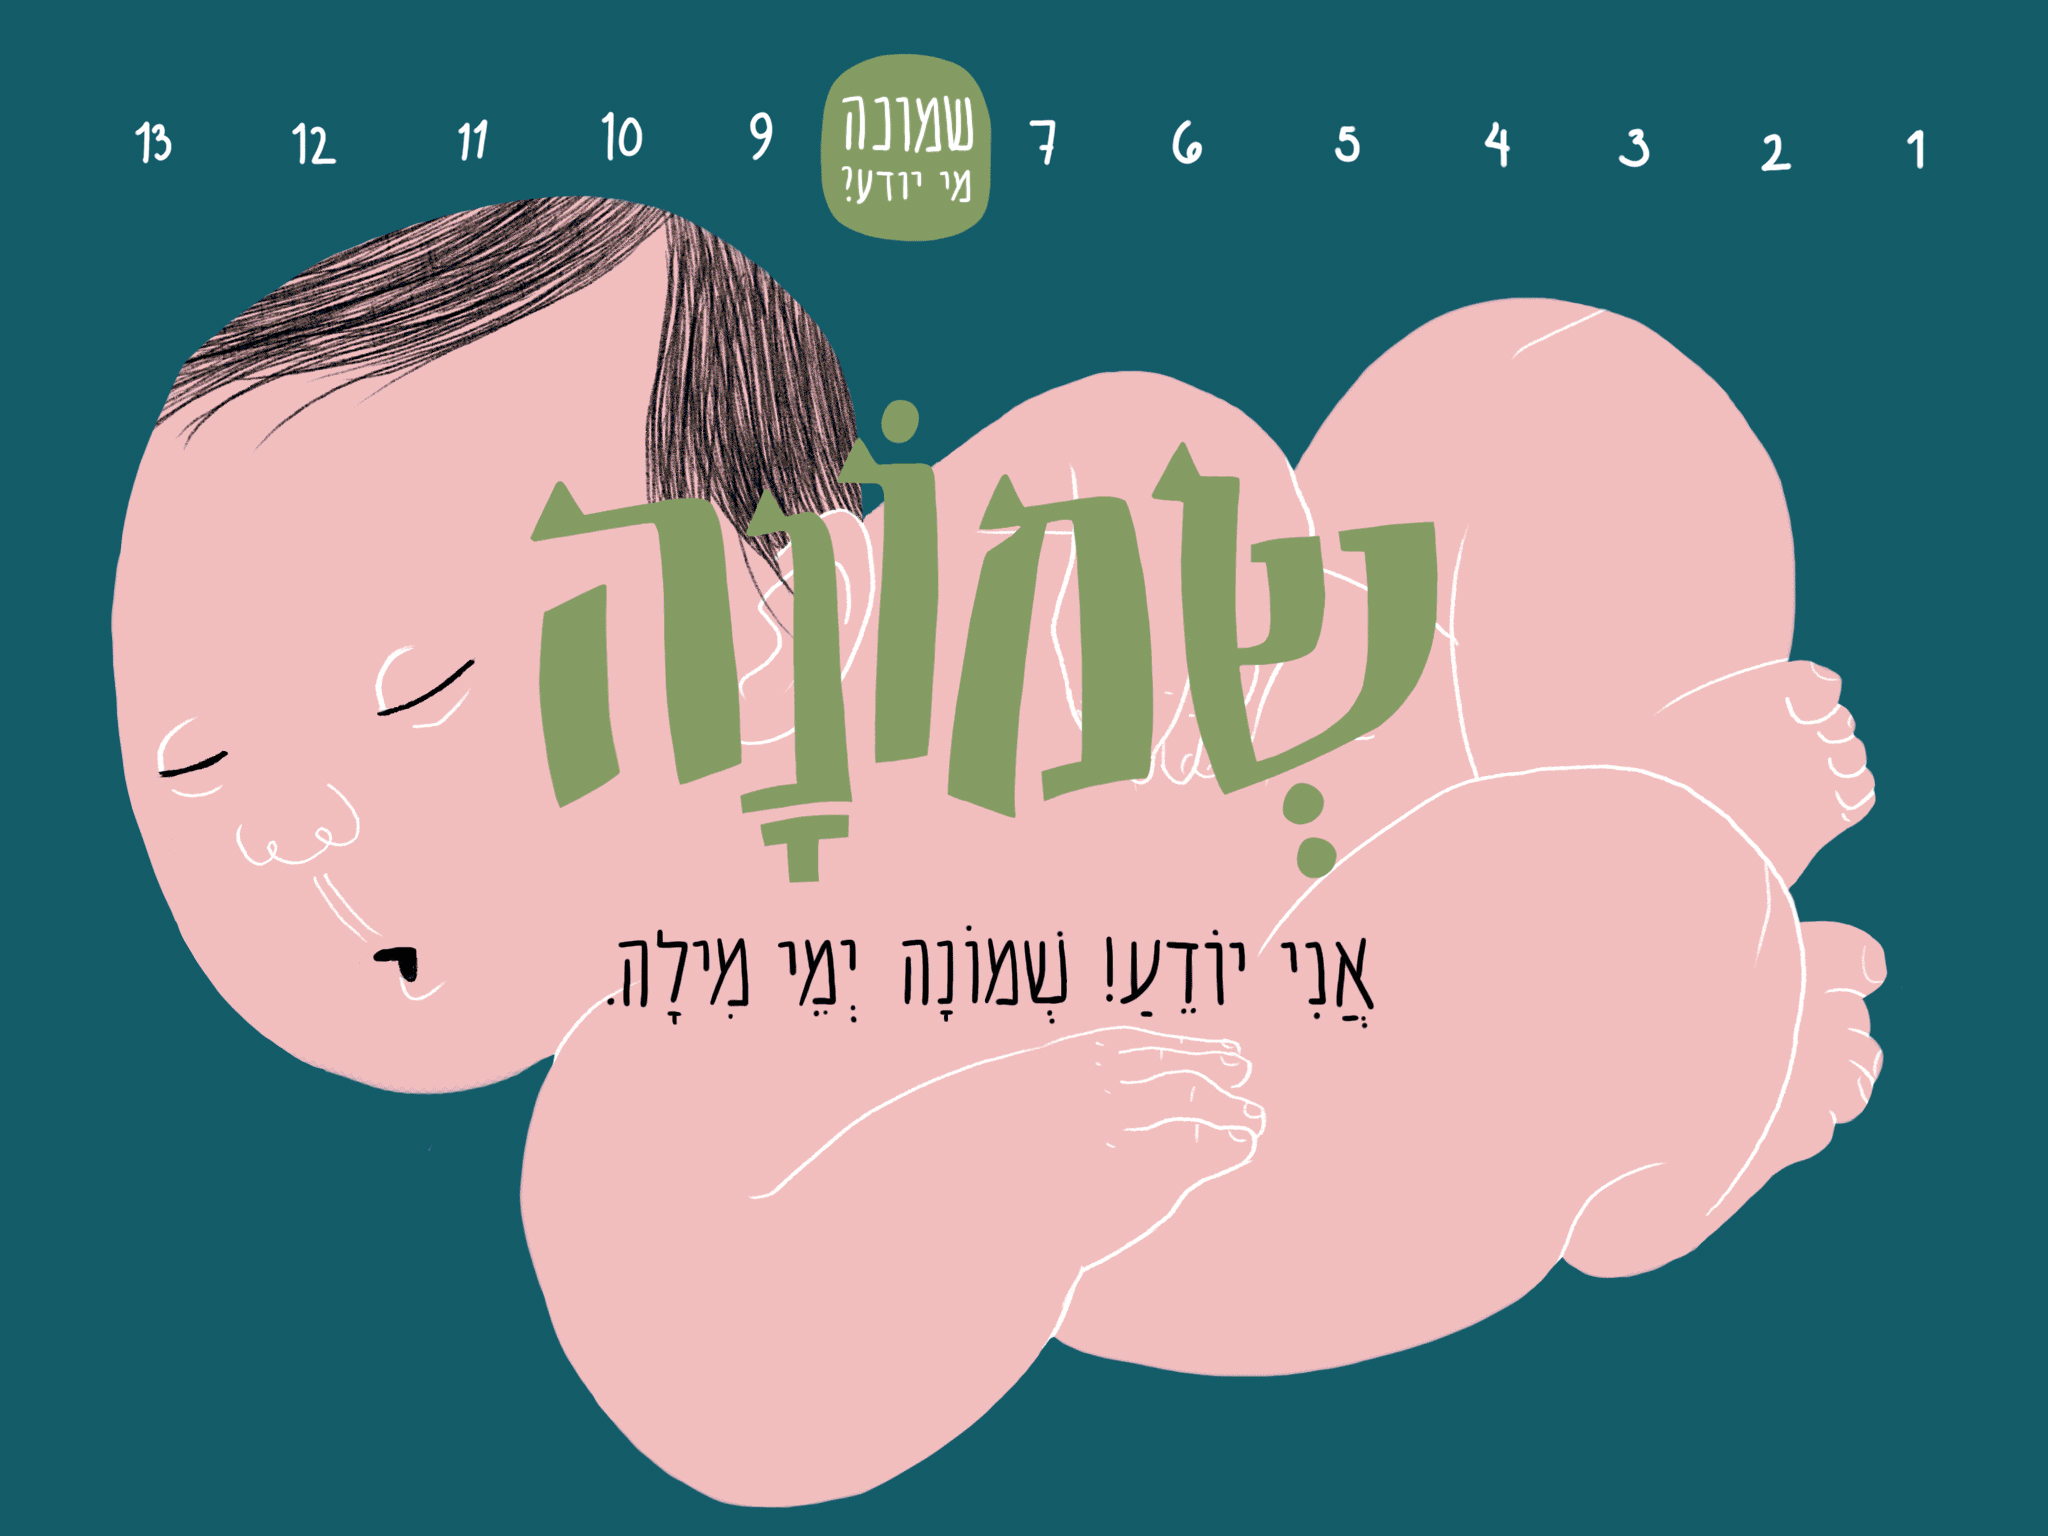 1 2 3 4 5 6 7 שמונה 9 10 11 12 13
מי יודע?
שְמוֹנָה
אֲנִי יוֹדֵעַ! שְׁמוֹנָה יְמֵי מִילָה.